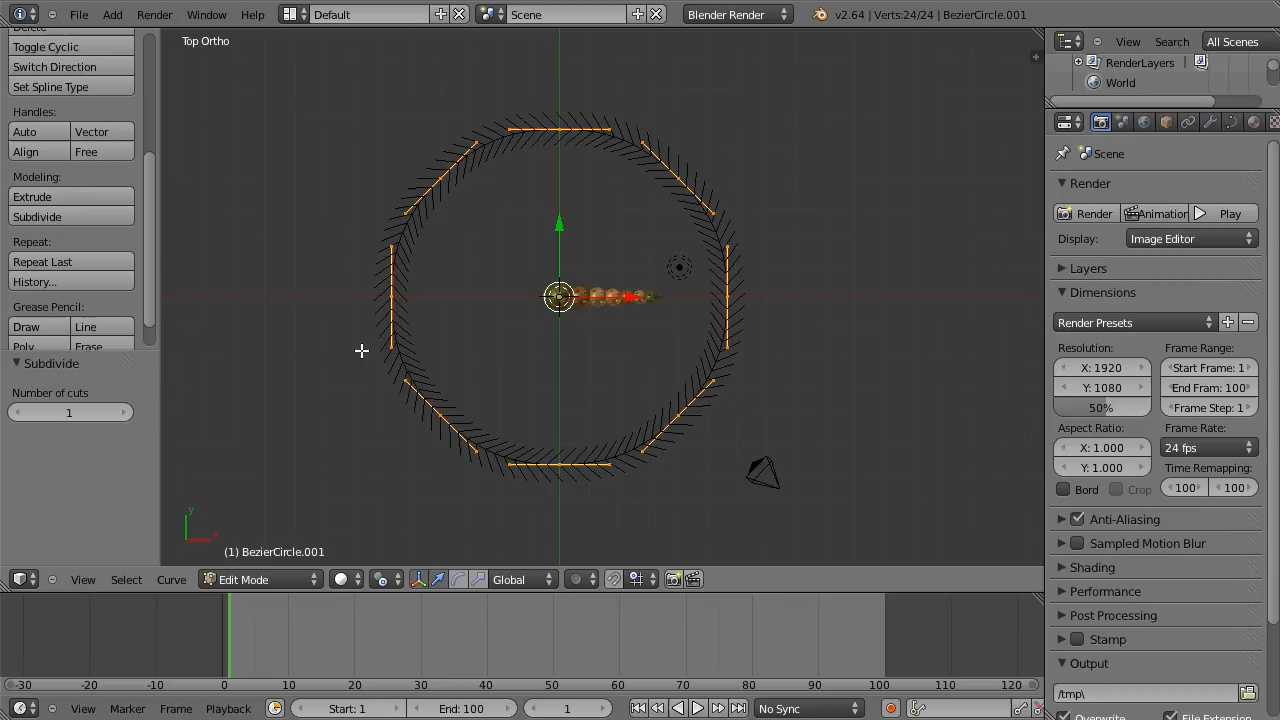 File Add Render Window Help Default Scene Blender Render v2.64 | Verts:24/24 | BezierCircle.001
Toggle Cyclic
Switch Direction
Set Spline Type
Handles:
Auto Vector
Align Free
Modeling:
Extrude
Subdivide
Repeat:
Repeat Last
History...
Grease Pencil:
Draw Line
Poly Erase
Subdivide
Number of cuts
1
Top Ortho
y
x
(1) BezierCircle.001
View Select Curve Edit Mode Global
View Search All Scenes
RenderLayers
World
Scene
Render
Render Animation Play
Display: Image Editor
Layers
Dimensions
Render Presets
Resolution: Frame Range:
X: 1920 Start Frame: 1
Y: 1080 End Fram: 100
50% Frame Step: 1
Aspect Ratio: Frame Rate:
X: 1.000 24 fps
Y: 1.000 Time Remapping:
Bord Crop 100 100
Anti-Aliasing
Sampled Motion Blur
Shading
Performance
Post Processing
Stamp
Output
/tmp\
Overwrite File Extension
-30 -20 -10 0 10 20 30 40 50 60 70 80 90 100 110 120
View Marker Frame Playback Start: 1 End: 100 1 No Sync